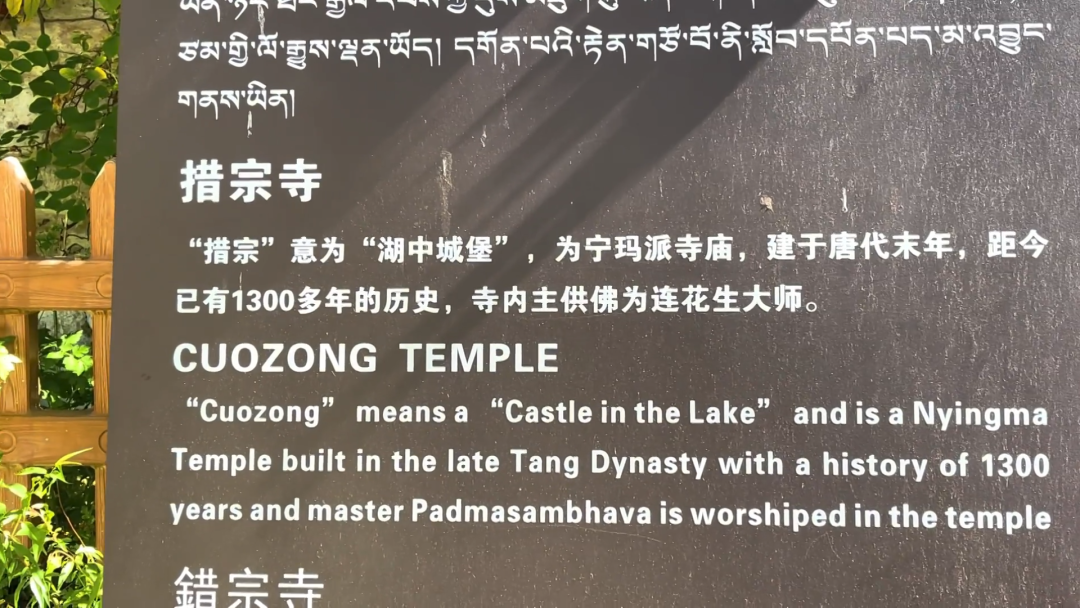 ཙམ་གྱི་ལོ་རྒྱུས་ལྡན་ཡོད། དགོན་པའི་རྟེན་གཙོ་བོ་ནི་སློབ་དཔོན་པད་མ་འབྱུང་
གནས་ཡིན།
措宗寺
“措宗”意为“湖中城堡”，为宁玛派寺庙，建于唐代末年，距今
已有1300多年的历史，寺内主供佛为连花生大师。
CUOZONG TEMPLE
“Cuozong” means a “Castle in the Lake” and is a Nyingma
Temple built in the late Tang Dynasty with a history of 1300
years and master Padmasambhava is worshiped in the temple
錯宗寺